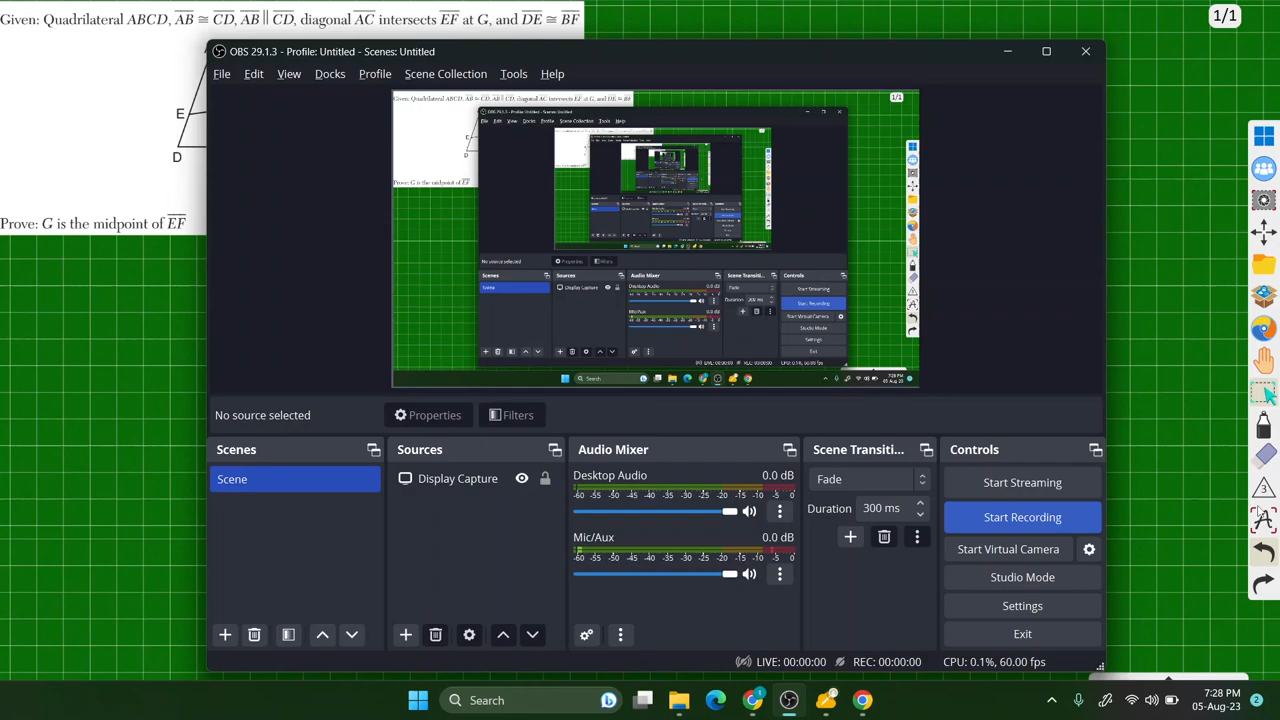 Given: Quadrilateral ABCD, AB ≅ CD, AB ∥ CD, diagonal AC intersects EF at G, and DE ≅ BF
1/1
E
D
Prove: G is the midpoint of EF
OBS 29.1.3 - Profile: Untitled - Scenes: Untitled
File Edit View Docks Profile Scene Collection Tools Help
No source selected
Properties
Filters
Scenes
Scene
Sources
Display Capture
Audio Mixer
Desktop Audio 0.0 dB
-60 -55 -50 -45 -40 -35 -30 -25 -20 -15 -10 -5 0
Mic/Aux 0.0 dB
-60 -55 -50 -45 -40 -35 -30 -25 -20 -15 -10 -5 0
Scene Transiti...
Fade
Duration 300 ms
Controls
Start Streaming
Start Recording
Start Virtual Camera
Studio Mode
Settings
Exit
LIVE: 00:00:00 REC: 00:00:00 CPU: 0.1%, 60.00 fps
3
Search
7:28 PM
05-Aug-23
2